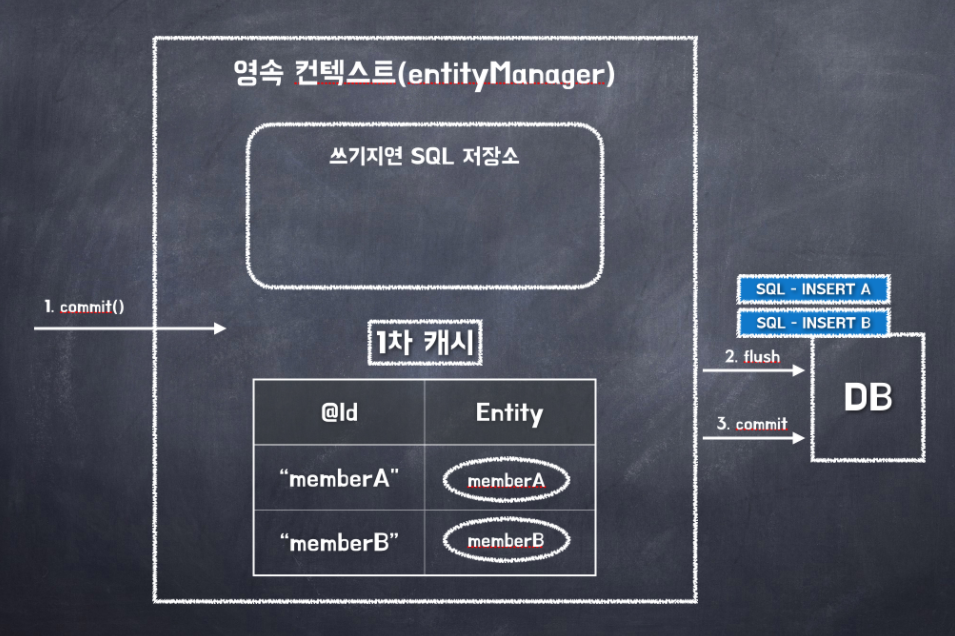 영속 컨텍스트(entityManager)
쓰기지연 SQL 저장소
1. commit()
1차 캐시
@Id Entity
“memberA” memberA
“memberB” memberB
SQL - INSERT A
SQL - INSERT B
2. flush
3. commit
DB